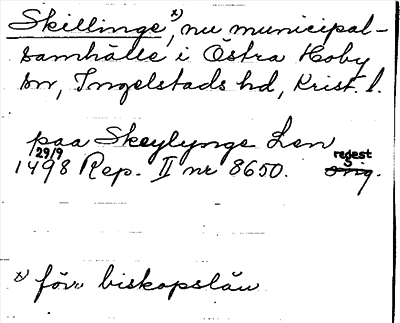 Skillinge x), nu municipal-
samhälle i Östra Hoby
sn, Ingelstads hd, Krist. l.
paa Skeylynge Len
29/9
1498 Rep. II nr 8650. regest orig.
x) förr biskopslän